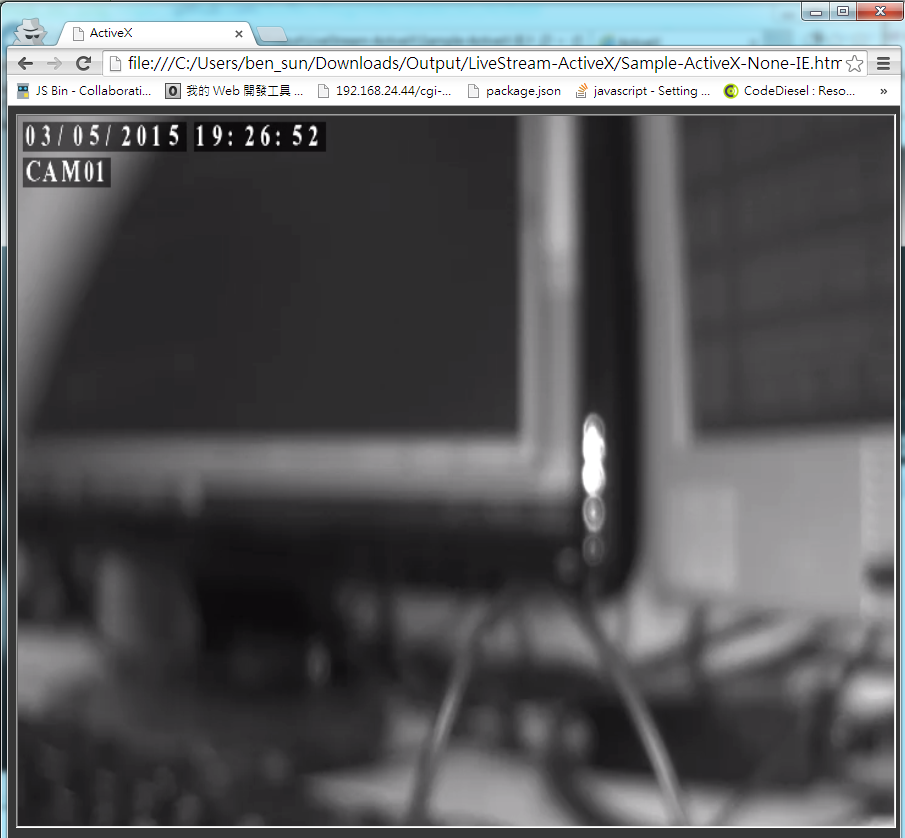 ActiveX
file:///C:/Users/ben_sun/Downloads/Output/LiveStream-ActiveX/Sample-ActiveX-None-IE.htm
JS Bin - Collaborati... 我的 Web 開發工具 ... 192.168.24.44/cgi-... package.json javascript - Setting ... CodeDiesel : Reso... »
03/05/2015 19:26:52
CAM01